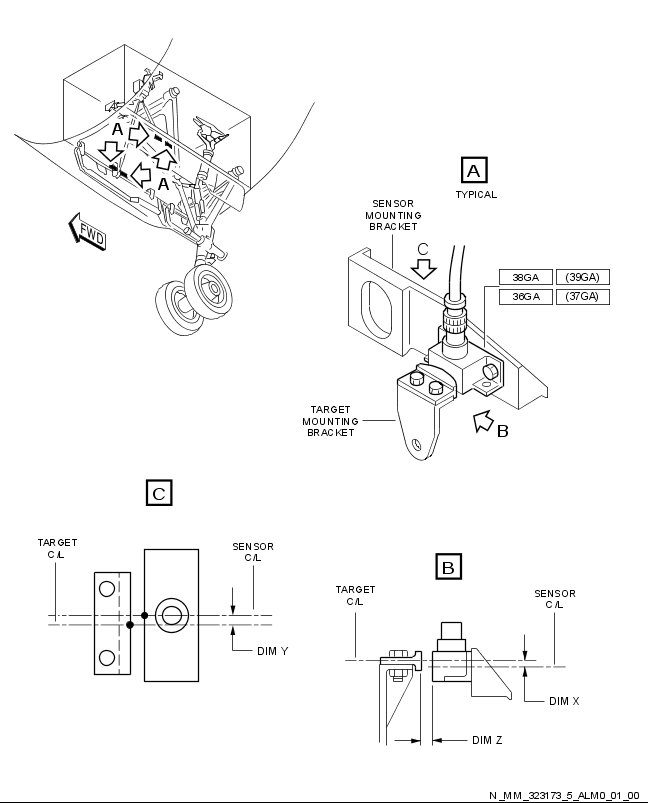 A
A
FWD
A
TYPICAL
SENSOR
MOUNTING
BRACKET
C
38GA (39GA)
36GA (37GA)
TARGET
MOUNTING
BRACKET
B
C
TARGET
C/L
SENSOR
C/L
DIM Y
B
TARGET
C/L
SENSOR
C/L
DIM X
DIM Z
N_MM_323173_5_ALM0_01_00